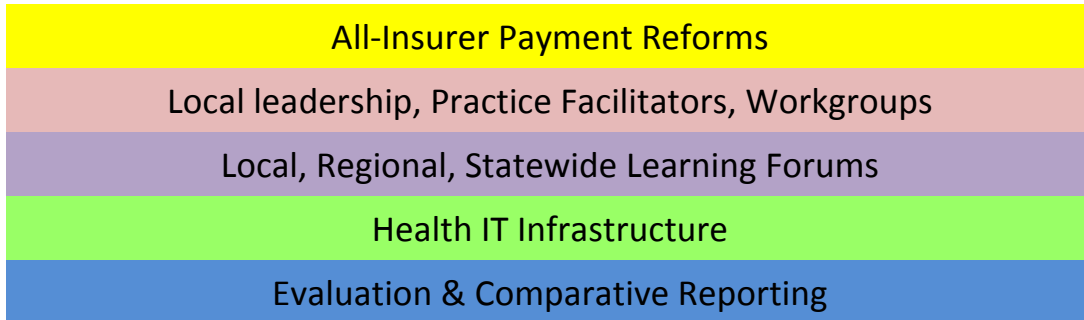 All-Insurer Payment Reforms
Local leadership, Practice Facilitators, Workgroups
Local, Regional, Statewide Learning Forums
Health IT Infrastructure
Evaluation & Comparative Reporting